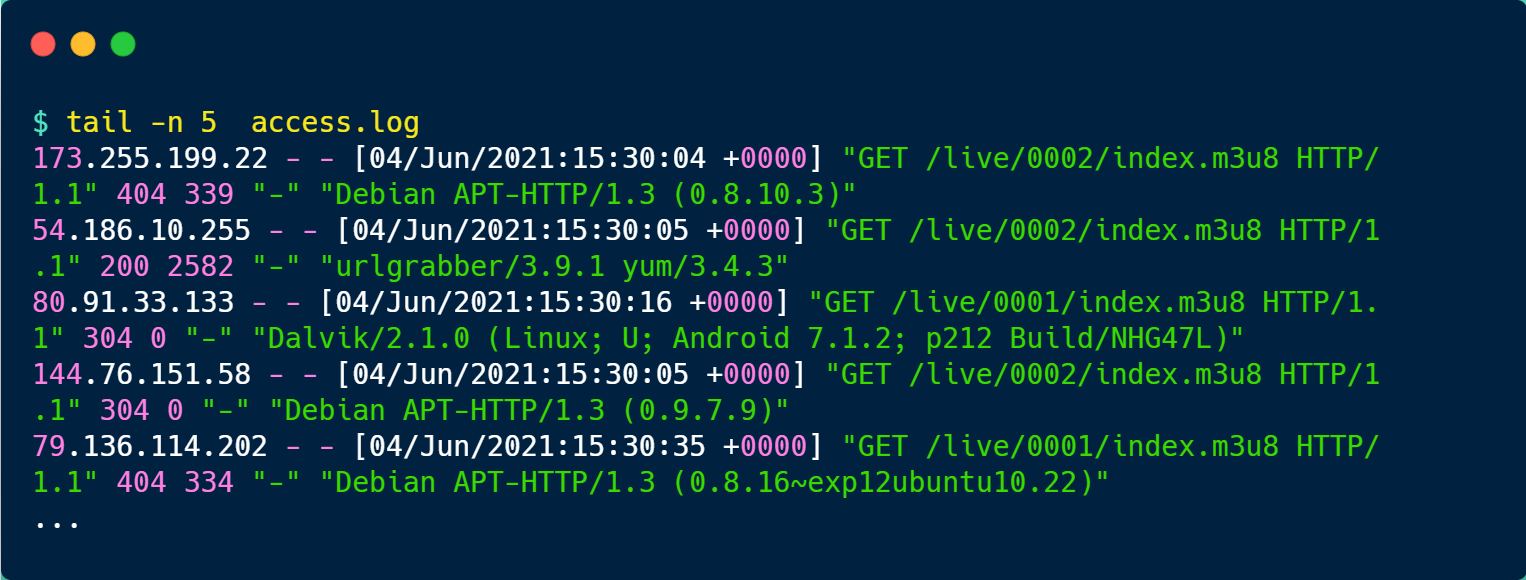 $ tail -n 5  access.log
173.255.199.22 - - [04/Jun/2021:15:30:04 +0000] "GET /live/0002/index.m3u8 HTTP/
1.1" 404 339 "-" "Debian APT-HTTP/1.3 (0.8.10.3)"
54.186.10.255 - - [04/Jun/2021:15:30:05 +0000] "GET /live/0002/index.m3u8 HTTP/1
.1" 200 2582 "-" "urlgrabber/3.9.1 yum/3.4.3"
80.91.33.133 - - [04/Jun/2021:15:30:16 +0000] "GET /live/0001/index.m3u8 HTTP/1.
1" 304 0 "-" "Dalvik/2.1.0 (Linux; U; Android 7.1.2; p212 Build/NHG47L)"
144.76.151.58 - - [04/Jun/2021:15:30:05 +0000] "GET /live/0002/index.m3u8 HTTP/1
.1" 304 0 "-" "Debian APT-HTTP/1.3 (0.9.7.9)"
79.136.114.202 - - [04/Jun/2021:15:30:35 +0000] "GET /live/0001/index.m3u8 HTTP/
1.1" 404 334 "-" "Debian APT-HTTP/1.3 (0.8.16~exp12ubuntu10.22)"
...